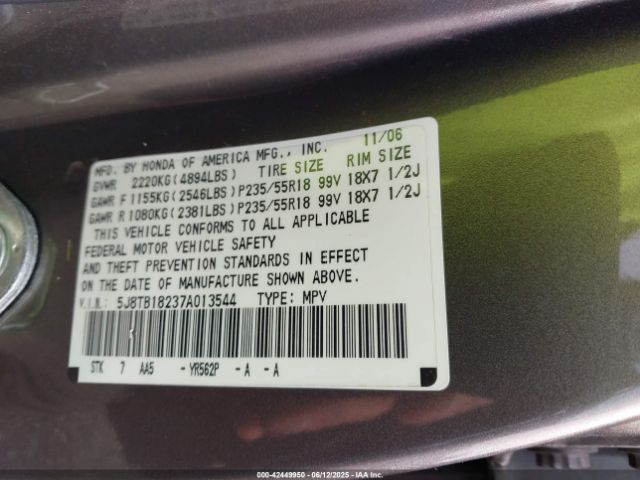 MFD. BY HONDA OF AMERICA MFG., INC. 11/06
GVWR 2220KG(4894LBS) TIRE SIZE RIM SIZE
GAWR F1155KG(2546LBS)P235/55R18 99V 18X7 1/2J
GAWR R1080KG(2381LBS)P235/55R18 99V 18X7 1/2J
THIS VEHICLE CONFORMS TO ALL APPLICABLE
FEDERAL MOTOR VEHICLE SAFETY
AND THEFT PREVENTION STANDARDS IN EFFECT
ON THE DATE OF MANUFACTURE SHOWN ABOVE.
V.I.N.: 5J8TB18237A013544 TYPE: MPV
STK 7 AA5 -YR562P -A -A
000-42449950 - 06/12/2025 - IAA Inc.